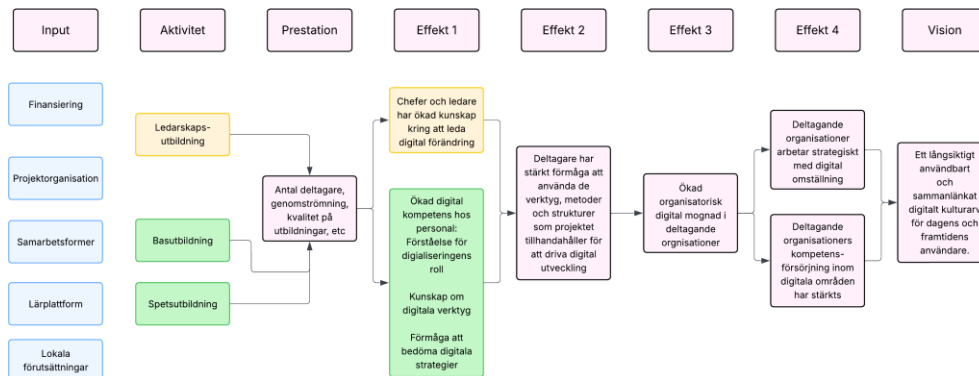 Input
Aktivitet
Prestation
Effekt 1
Effekt 2
Effekt 3
Effekt 4
Vision
Finansiering
Projektorganisation
Samarbetsformer
Lärplattform
Lokala
förutsättningar
Ledarskaps-
utbildning
Basutbildning
Spetsutbildning
Antal deltagare,
genomströmning,
kvalitet på
utbildningar, etc
Chefer och ledare
har ökad kunskap
kring att leda
digital förändring
Ökad digital
kompetens hos
personal:
Förståelse för
digialiseringens
roll
Kunskap om
digitala verktyg
Förmåga att
bedöma digitala
strategier
Deltagare har
stärkt förmåga att
använda de
verktyg, metoder
och strukturer
som projektet
tillhandahåller för
att driva digital
utveckling
Ökad
organisatorisk
digital mognad i
deltagande
orgnisationer
Deltagande
organisationer
arbetar strategiskt
med digital
omställning
Deltagande
organisationers
kompetens-
försörjning inom
digitala områden
har stärkts
Ett långsiktigt
användbart
och
sammanlänkat
digitalt kulturarv
för dagens och
framtidens
användare.